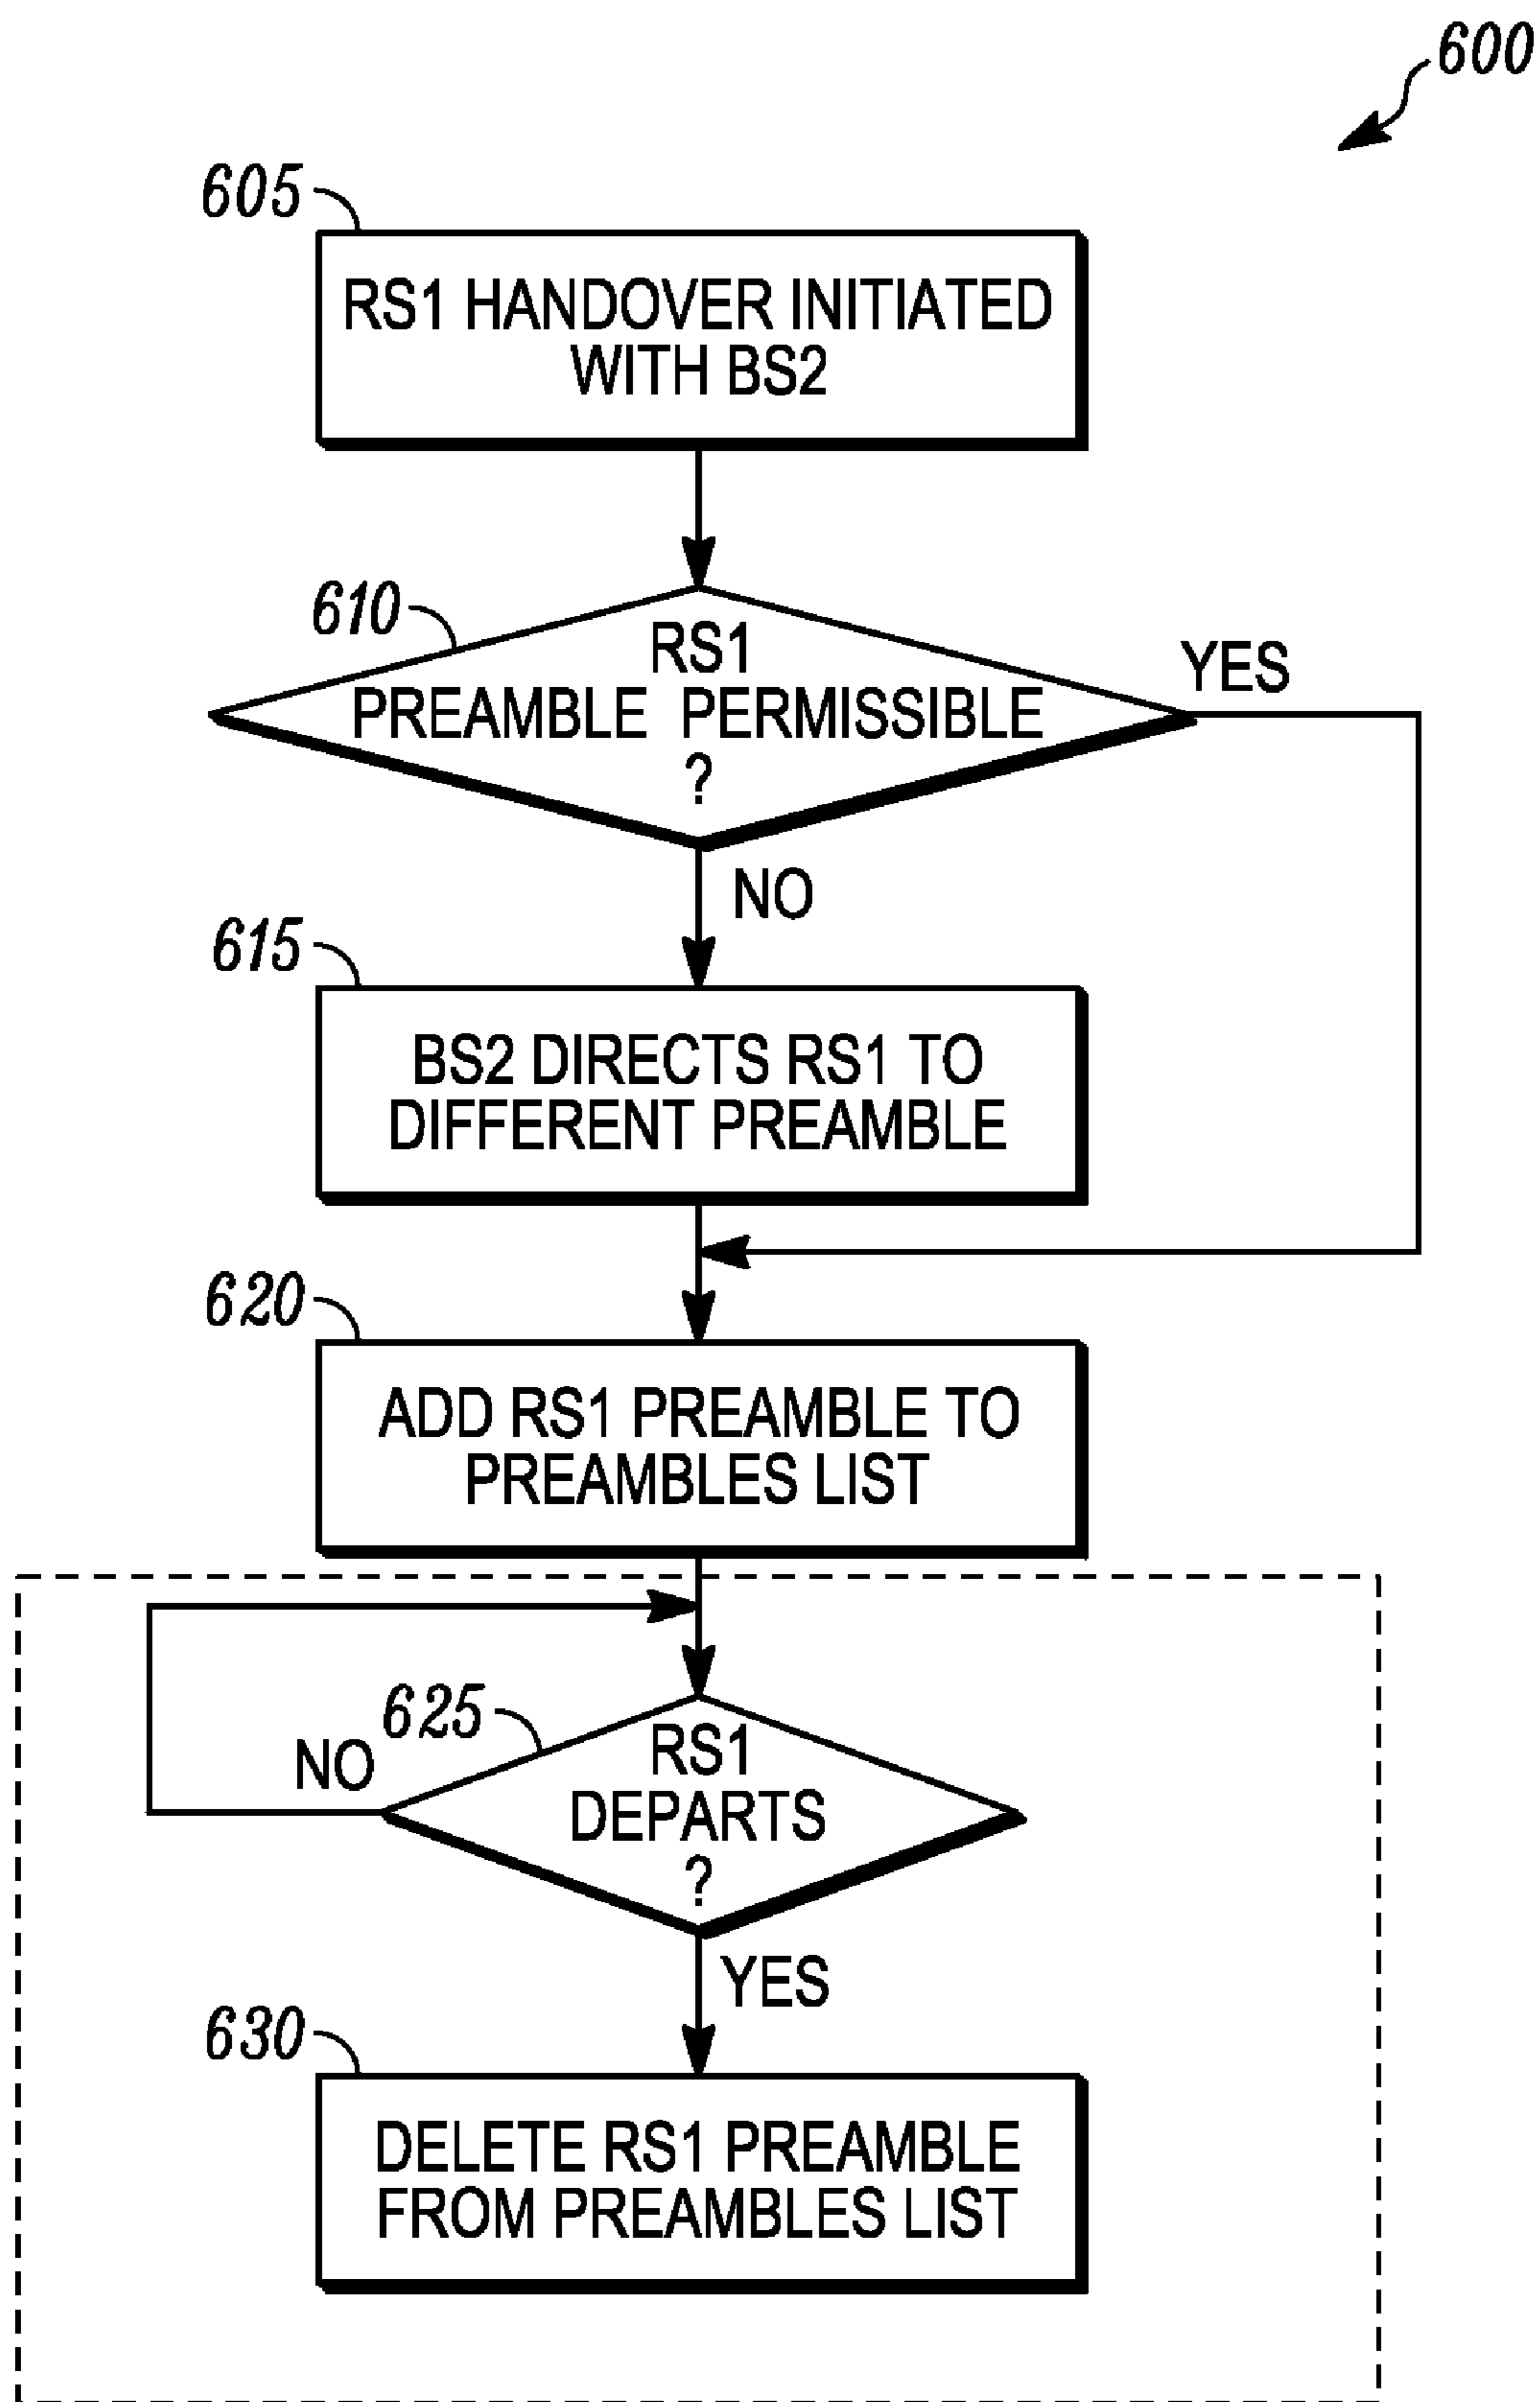 600
605
RS1 HANDOVER INITIATED
WITH BS2
610
RS1
PREAMBLE PERMISSIBLE
?
YES
NO
615
BS2 DIRECTS RS1 TO
DIFFERENT PREAMBLE
620
ADD RS1 PREAMBLE TO
PREAMBLES LIST
625
RS1
DEPARTS
?
NO
YES
630
DELETE RS1 PREAMBLE
FROM PREAMBLES LIST